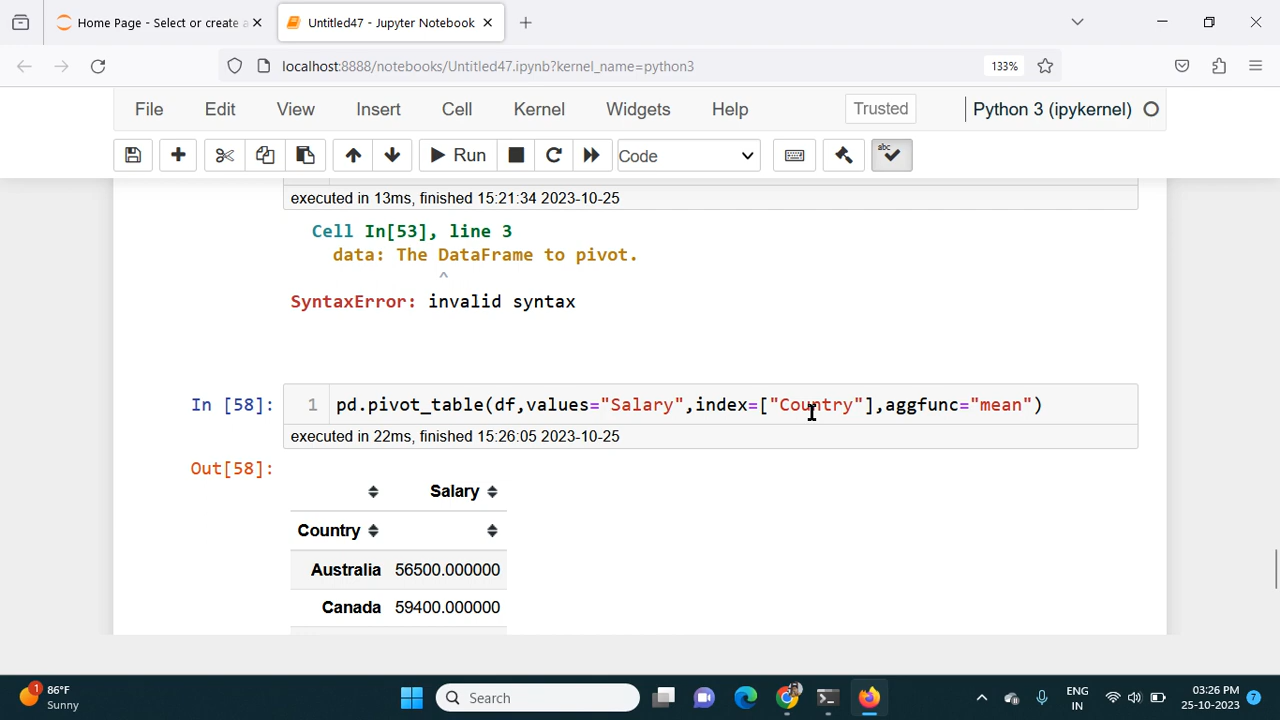 Home Page - Select or create a
Untitled47 - Jupyter Notebook
localhost:8888/notebooks/Untitled47.ipynb?kernel_name=python3
133%
File Edit View Insert Cell Kernel Widgets Help Trusted Python 3 (ipykernel)
Run Code abc
executed in 13ms, finished 15:21:34 2023-10-25
Cell In[53], line 3
data: The DataFrame to pivot.
^
SyntaxError: invalid syntax
In [58]: 1 pd.pivot_table(df,values="Salary",index=["Country"],aggfunc="mean")
executed in 22ms, finished 15:26:05 2023-10-25
Out[58]:
Salary
Country
Australia 56500.000000
Canada 59400.000000
1 86°F
Sunny
Search
ENG
IN
03:26 PM
25-10-2023
7